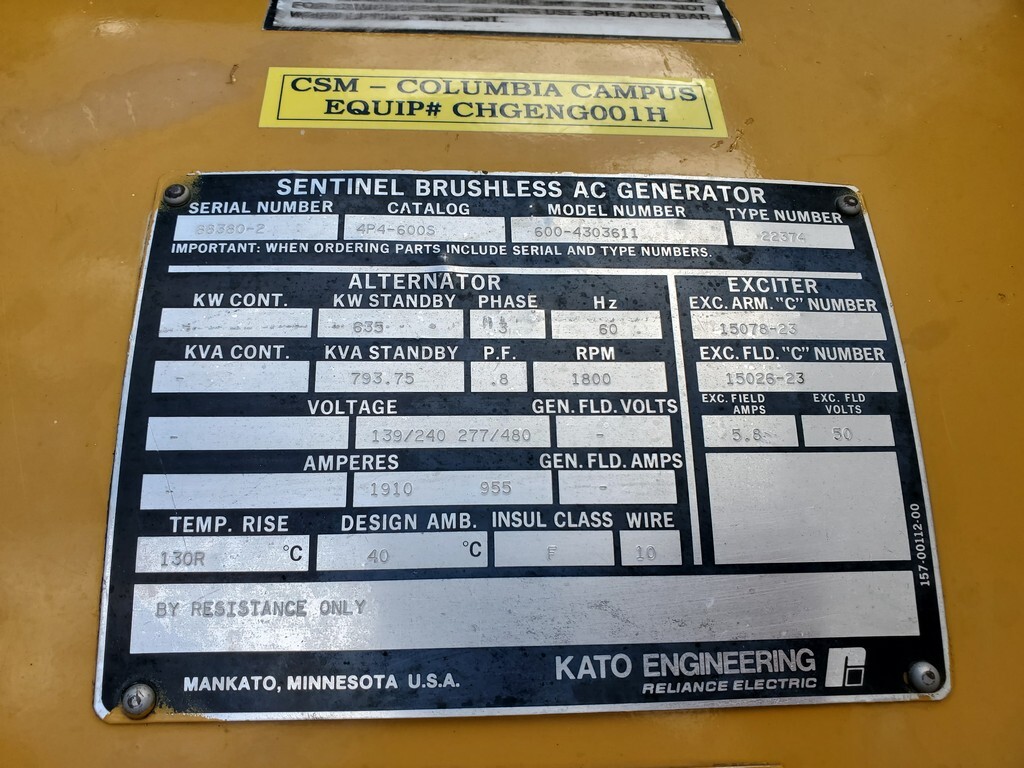 SPREADER BAR
CSM – COLUMBIA CAMPUS
EQUIP# CHGENG001H
SENTINEL BRUSHLESS AC GENERATOR
SERIAL NUMBER CATALOG MODEL NUMBER TYPE NUMBER
66380-2 4P4-600S 600-4303611 22374
IMPORTANT: WHEN ORDERING PARTS INCLUDE SERIAL AND TYPE NUMBERS.
ALTERNATOR EXCITER
KW CONT. KW STANDBY PHASE Hz EXC. ARM. "C" NUMBER
- 635 3 60 15078-23
KVA CONT. KVA STANDBY P.F. RPM EXC. FLD. "C" NUMBER
- 793.75 .8 1800 15026-23
VOLTAGE GEN. FLD. VOLTS EXC. FIELD AMPS EXC. FLD VOLTS
- 139/240 277/480 - 5.8 50
AMPERES GEN. FLD. AMPS
- 1910 955 -
TEMP. RISE DESIGN AMB. INSUL CLASS WIRE
130R °C 40 °C F 10
BY RESISTANCE ONLY
157-00112-00
MANKATO, MINNESOTA U.S.A. KATO ENGINEERING
RELIANCE ELECTRIC